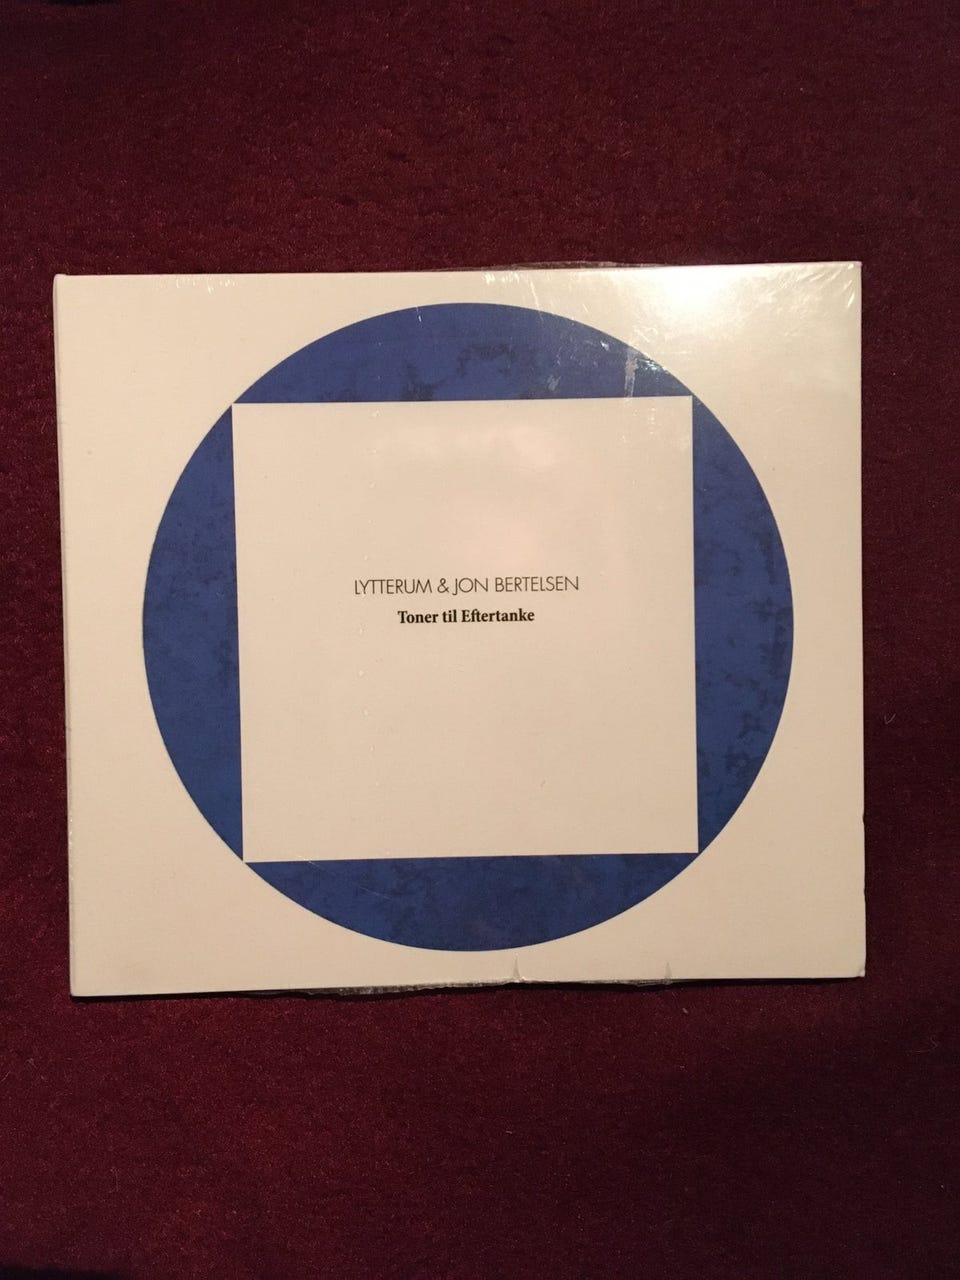 LYTTERUM & JON BERTELSEN
Toner til Eftertanke